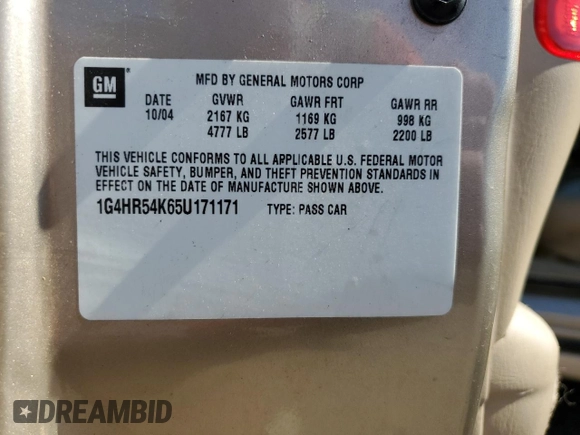 GM
MFD BY GENERAL MOTORS CORP
DATE GVWR GAWR FRT GAWR RR
10/04 2167 KG 1169 KG 998 KG
4777 LB 2577 LB 2200 LB
THIS VEHICLE CONFORMS TO ALL APPLICABLE U.S. FEDERAL MOTOR
VEHICLE SAFETY, BUMPER, AND THEFT PREVENTION STANDARDS IN
EFFECT ON THE DATE OF MANUFACTURE SHOWN ABOVE.
1G4HR54K65U171171 TYPE: PASS CAR
DREAMBID